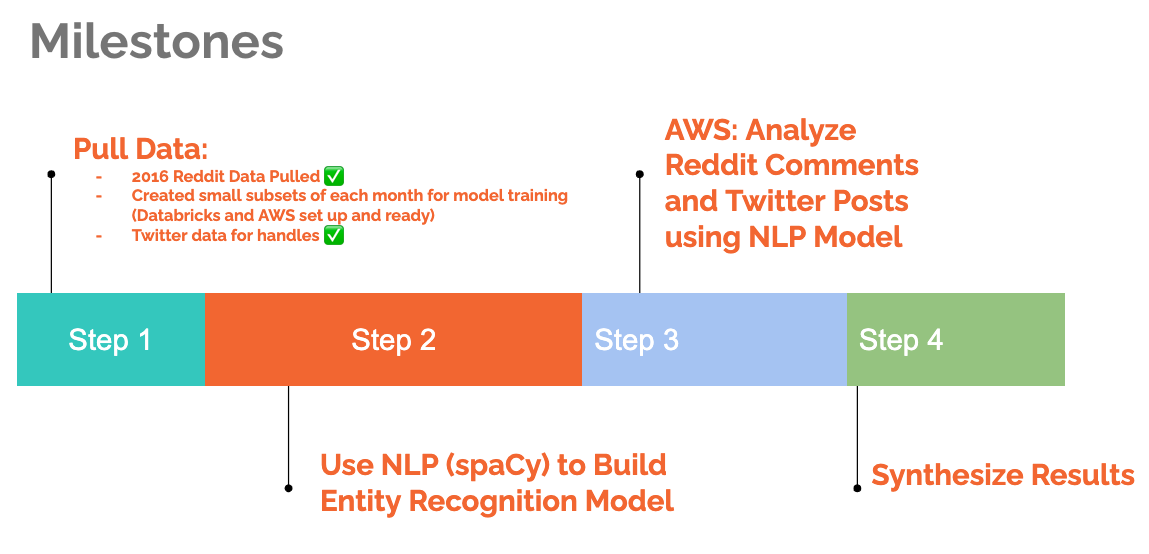 Milestones
Pull Data:
- 2016 Reddit Data Pulled ✅
- Created small subsets of each month for model training
(Databricks and AWS set up and ready)
- Twitter data for handles ✅
AWS: Analyze
Reddit Comments
and Twitter Posts
using NLP Model
Step 1
Step 2
Step 3
Step 4
Use NLP (spaCy) to Build
Entity Recognition Model
Synthesize Results